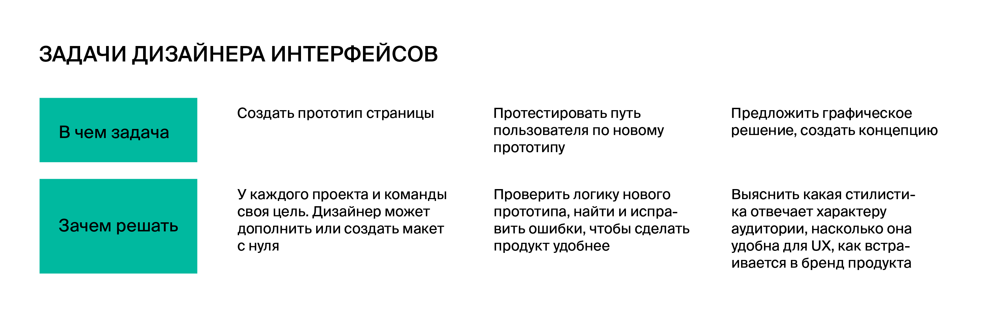 ЗАДАЧИ ДИЗАЙНЕРА ИНТЕРФЕЙСОВ
В чем задача
Создать прототип страницы
Протестировать путь
пользователя по новому
прототипу
Предложить графическое
решение, создать концепцию
Зачем решать
У каждого проекта и команды
своя цель. Дизайнер может
дополнить или создать макет
с нуля
Проверить логику нового
прототипа, найти и испра-
вить ошибки, чтобы сделать
продукт удобнее
Выяснить какая стилисти-
ка отвечает характеру
аудитории, насколько она
удобна для UX, как встра-
ивается в бренд продукта